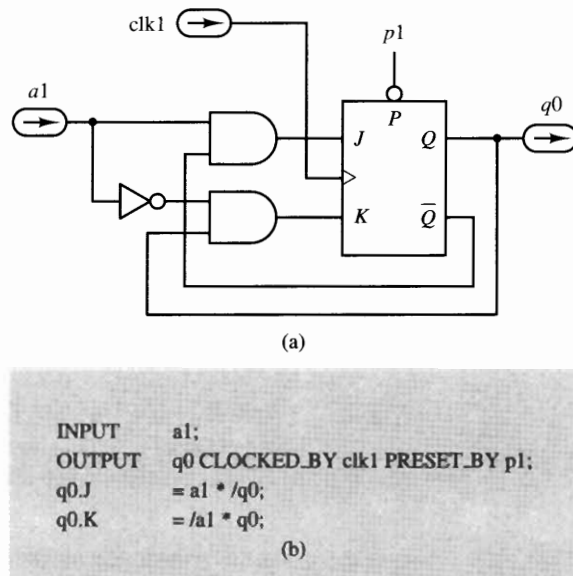 clk1
p1
a1
q0
P
J
Q
K
Q̅
(a)
INPUT a1;
OUTPUT q0 CLOCKED_BY clk1 PRESET_BY p1;
q0.J = a1 * /q0;
q0.K = /a1 * q0;
(b)